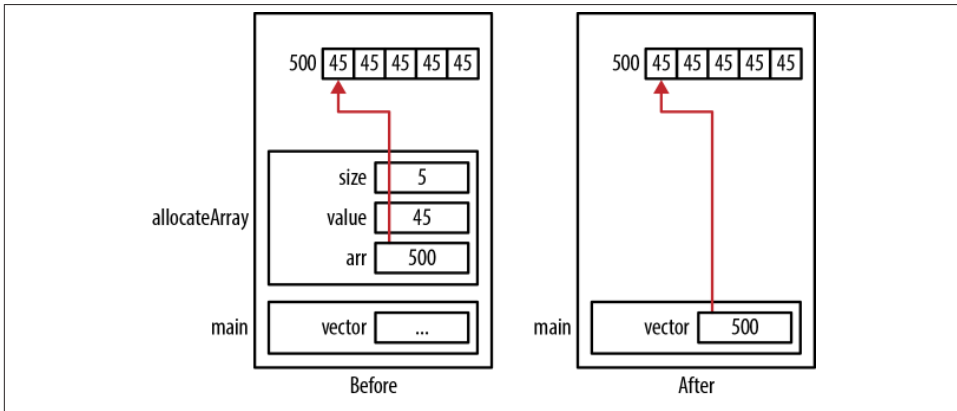 500 45 45 45 45 45
size 5
allocateArray value 45
arr 500
main vector ...
Before
500 45 45 45 45 45
main vector 500
After